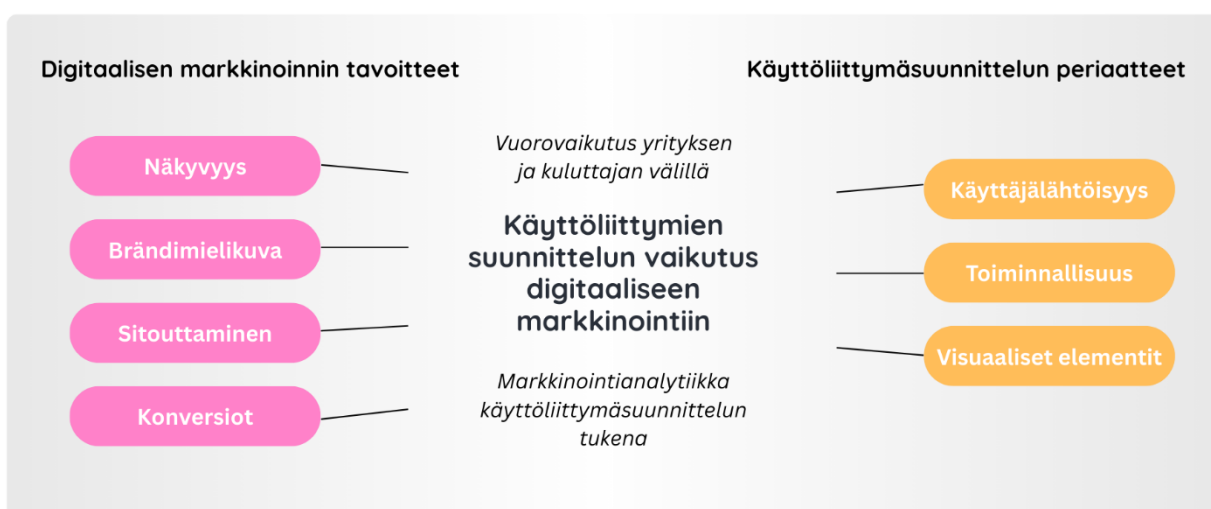 Digitaalisen markkinoinnin tavoitteet
Näkyvyys
Brändimielikuva
Sitouttaminen
Konversiot
Vuorovaikutus yrityksen
ja kuluttajan välillä
Käyttöliittymien
suunnittelun vaikutus
digitaaliseen
markkinointiin
Markkinointianalytiikka
käyttöliittymäsuunnittelun
tukena
Käyttöliittymäsuunnittelun periaatteet
Käyttäjälähtöisyys
Toiminnallisuus
Visuaaliset elementit